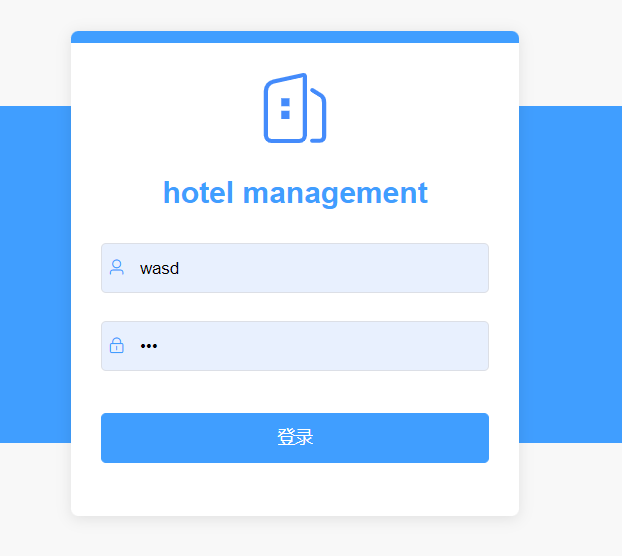 hotel management
wasd
•••
登录